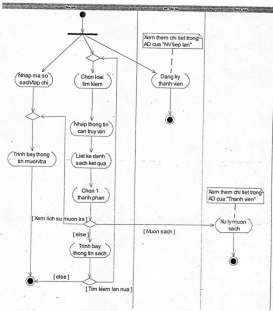 Xem them chi tiet trong
AD cua "NV tiep tan"
Nhap ma so
sach/tap chi
Chon loai
tim kiem
Dang ky
thanh vien
Nhap thong tin
can truy van
Trinh bay thong
tin muon/tra
Liet ke danh
sach ket qua
Chon 1
thanh phan
Xem them chi tiet trong
AD cua "Thanh vien"
[ Xem lich su muon tra ]
[ Muon sach ]
Xu ly muon
sach
[ else ]
Trinh bay
thong tin sach
[ else ]
[ Tim kiem lan nua ]